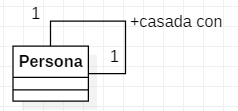 1
+casada con
Persona
1